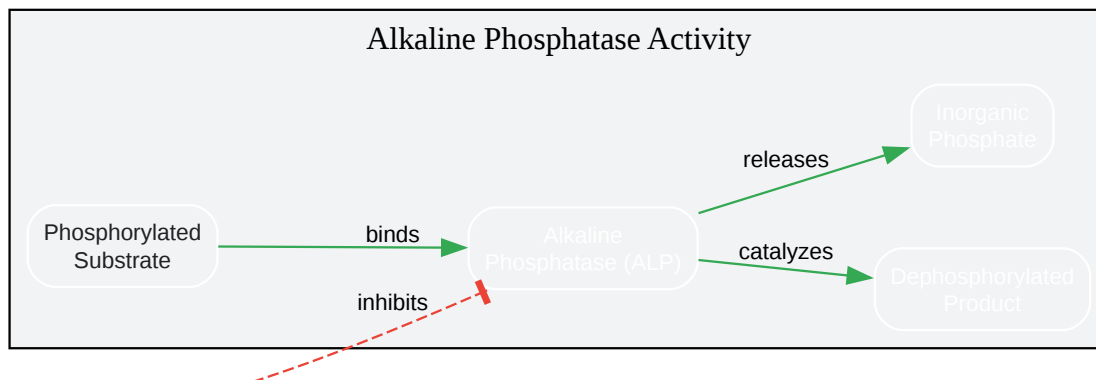 Alkaline Phosphatase Activity
Inorganic
Phosphate
releases
Phosphorylated
Substrate
binds
Alkaline
Phosphatase (ALP)
catalyzes
Dephosphorylated
Product
inhibits